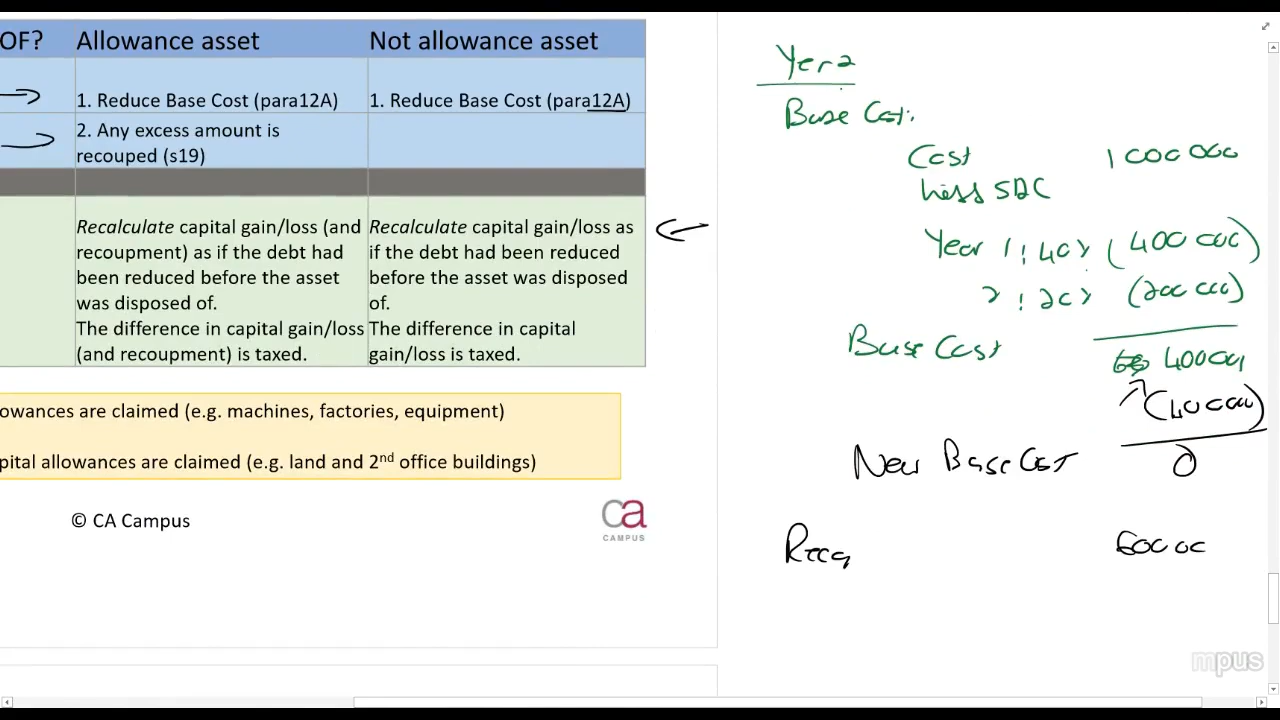 OF? Allowance asset Not allowance asset
1. Reduce Base Cost (para12A) 1. Reduce Base Cost (para12A)
2. Any excess amount is
recouped (s19)
Recalculate capital gain/loss (and
recoupment) as if the debt had
been reduced before the asset
was disposed of.
The difference in capital gain/loss
(and recoupment) is taxed.
Recalculate capital gain/loss as
if the debt had been reduced
before the asset was disposed
of.
The difference in capital
gain/loss is taxed.
owances are claimed (e.g. machines, factories, equipment)
pital allowances are claimed (e.g. land and 2nd office buildings)
© CA Campus
ca
CAMPUS
Year 2
Base Cost:
Cost 1 000 000
Less
Year 1: 40% (400 000)
2: 20% (200 000)
Base Cost 400 000
New Base Cost 0
Recq
mpus